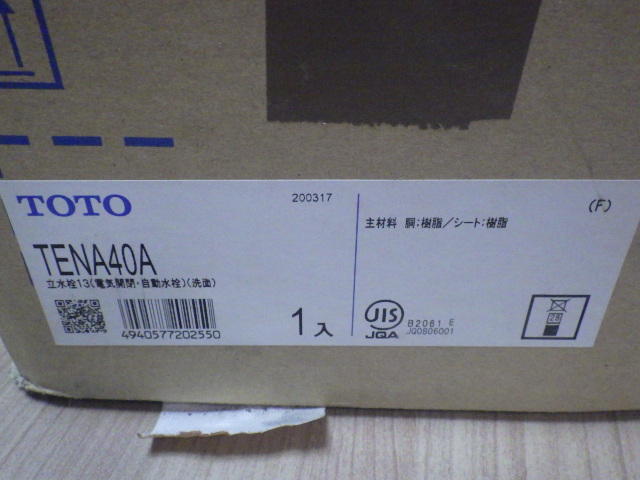 TOTO
200317
TENA40A
立水栓13(電気開閉・自動水栓)(洗面)
4940577202550
1入
主材料 胴:樹脂/シート:樹脂
(F)
JIS
JQA
B2061 E
JQ0806001
28